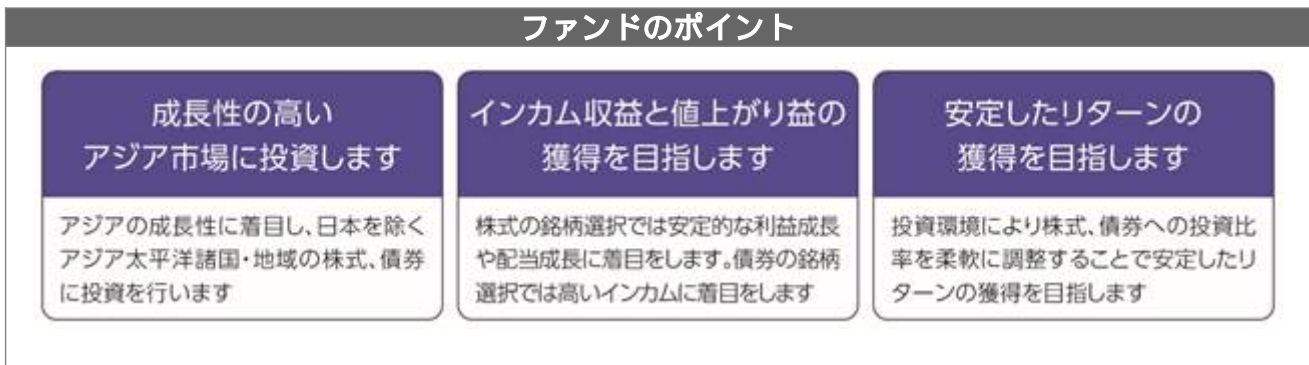 ファンドのポイント
成長性の高い
アジア市場に投資します
アジアの成長性に着目し、日本を除く
アジア太平洋諸国・地域の株式、債券
に投資を行います
インカム収益と値上がり益の
獲得を目指します
株式の銘柄選択では安定的な利益成長
や配当成長に着目をします。債券の銘柄
選択では高いインカムに着目をします
安定したリターンの
獲得を目指します
投資環境により株式、債券への投資比
率を柔軟に調整することで安定したリ
ターンの獲得を目指します